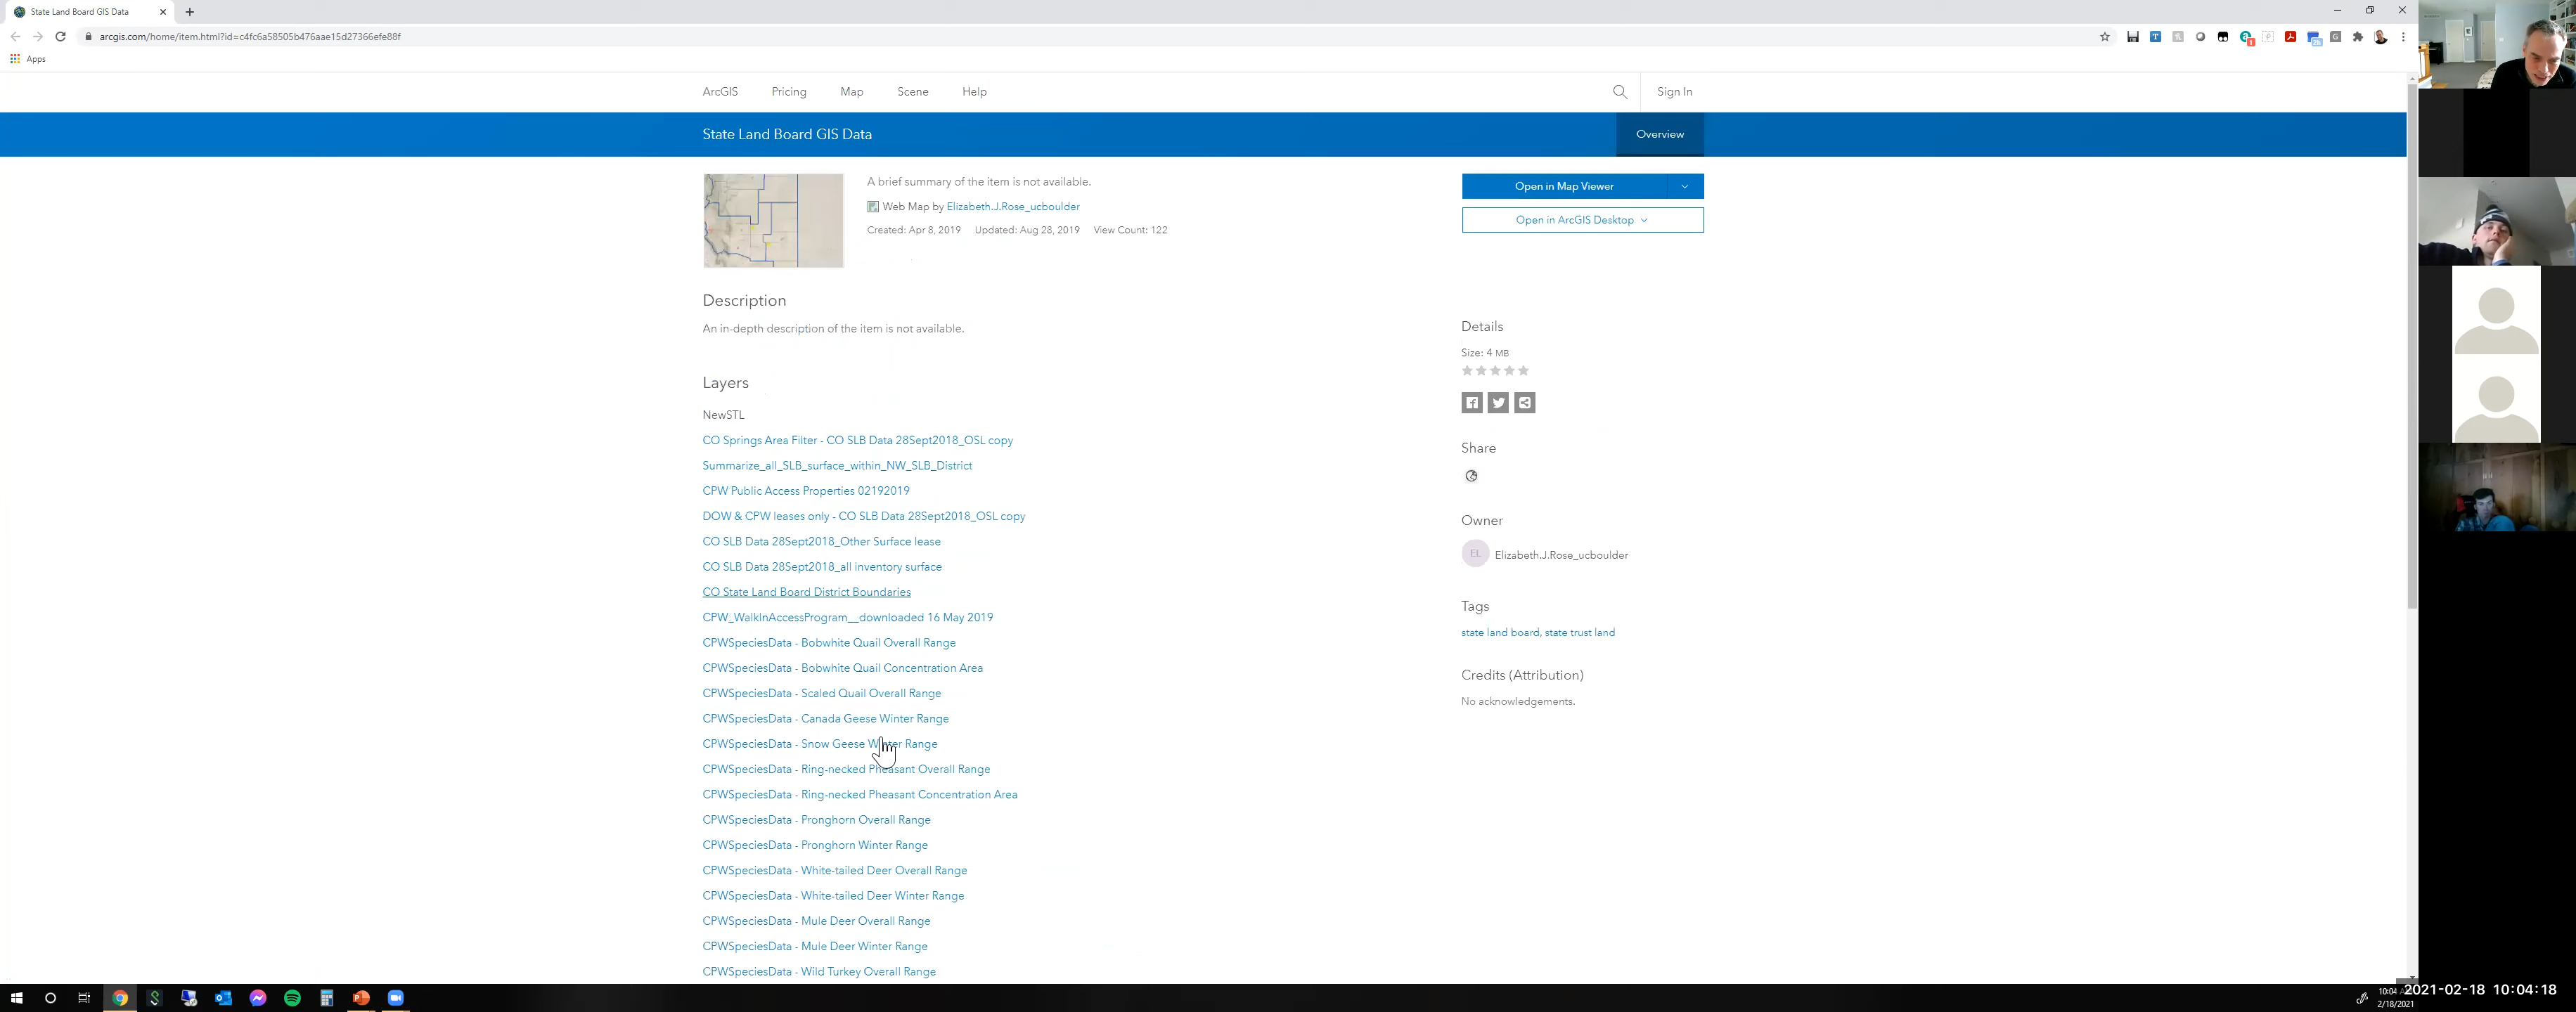 State Land Board GIS Data
arcgis.com/home/item.html?id=c4fc6a58505b476aae15d27366efe88f
Apps
ArcGIS Pricing Map Scene Help Sign In
State Land Board GIS Data Overview
A brief summary of the item is not available.
Web Map by Elizabeth.J.Rose_ucboulder
Created: Apr 8, 2019 Updated: Aug 28, 2019 View Count: 122
Open in Map Viewer
Open in ArcGIS Desktop
Description
An in-depth description of the item is not available.
Layers
NewSTL
CO Springs Area Filter - CO SLB Data 28Sept2018_OSL copy
Summarize_all_SLB_surface_within_NW_SLB_District
CPW Public Access Properties 02192019
DOW & CPW leases only - CO SLB Data 28Sept2018_OSL copy
CO SLB Data 28Sept2018_Other Surface lease
CO SLB Data 28Sept2018_all inventory surface
CO State Land Board District Boundaries
CPW_WalkInAccessProgram__downloaded 16 May 2019
CPWSpeciesData - Bobwhite Quail Overall Range
CPWSpeciesData - Bobwhite Quail Concentration Area
CPWSpeciesData - Scaled Quail Overall Range
CPWSpeciesData - Canada Geese Winter Range
CPWSpeciesData - Snow Geese Winter Range
CPWSpeciesData - Ring-necked Pheasant Overall Range
CPWSpeciesData - Ring-necked Pheasant Concentration Area
CPWSpeciesData - Pronghorn Overall Range
CPWSpeciesData - Pronghorn Winter Range
CPWSpeciesData - White-tailed Deer Overall Range
CPWSpeciesData - White-tailed Deer Winter Range
CPWSpeciesData - Mule Deer Overall Range
CPWSpeciesData - Mule Deer Winter Range
CPWSpeciesData - Wild Turkey Overall Range
Details
Size: 4 MB
Share
Owner
EL Elizabeth.J.Rose_ucboulder
Tags
state land board, state trust land
Credits (Attribution)
No acknowledgements.
10:04
2/18/2021
2021-02-18 10:04:18